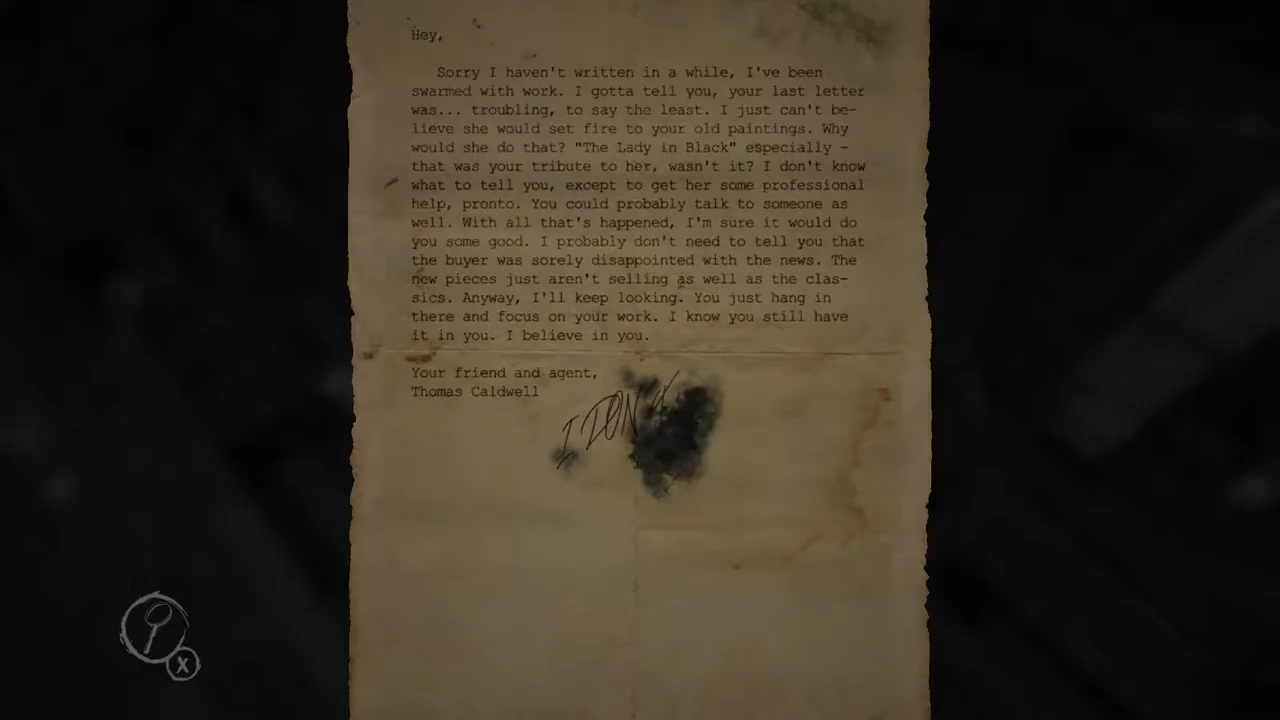 Hey,
Sorry I haven't written in a while, I've been
swarmed with work. I gotta tell you, your last letter
was... troubling, to say the least. I just can't be-
lieve she would set fire to your old paintings. Why
would she do that? "The Lady in Black" especially -
that was your tribute to her, wasn't it? I don't know
what to tell you, except to get her some professional
help, pronto. You could probably talk to someone as
well. With all that's happened, I'm sure it would do
you some good. I probably don't need to tell you that
the buyer was sorely disappointed with the news. The
new pieces just aren't selling as well as the clas-
sics. Anyway, I'll keep looking. You just hang in
there and focus on your work. I know you still have
it in you. I believe in you.
Your friend and agent,
Thomas Caldwell
I DON'T
X